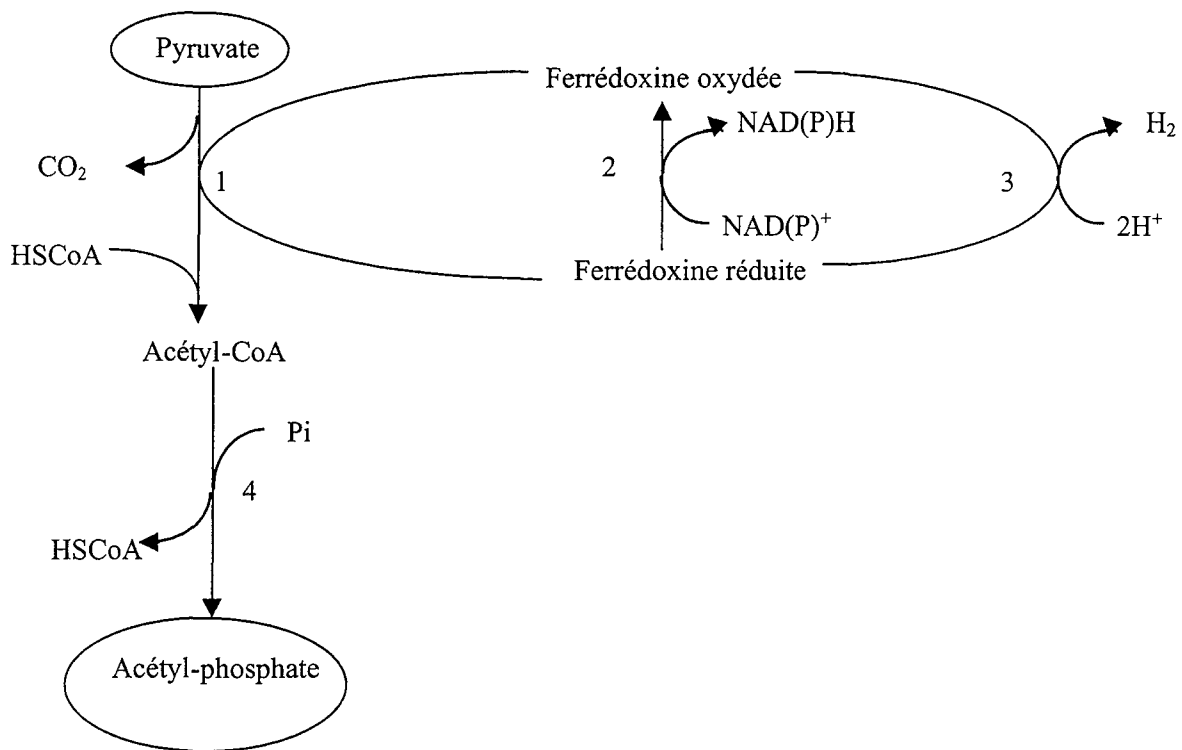 Pyruvate
Ferrédoxine oxydée
NAD(P)H
H₂
CO₂
1
2
3
HSCoA
NAD(P)⁺
2H⁺
Ferrédoxine réduite
Acétyl-CoA
Pi
4
HSCoA
Acétyl-phosphate